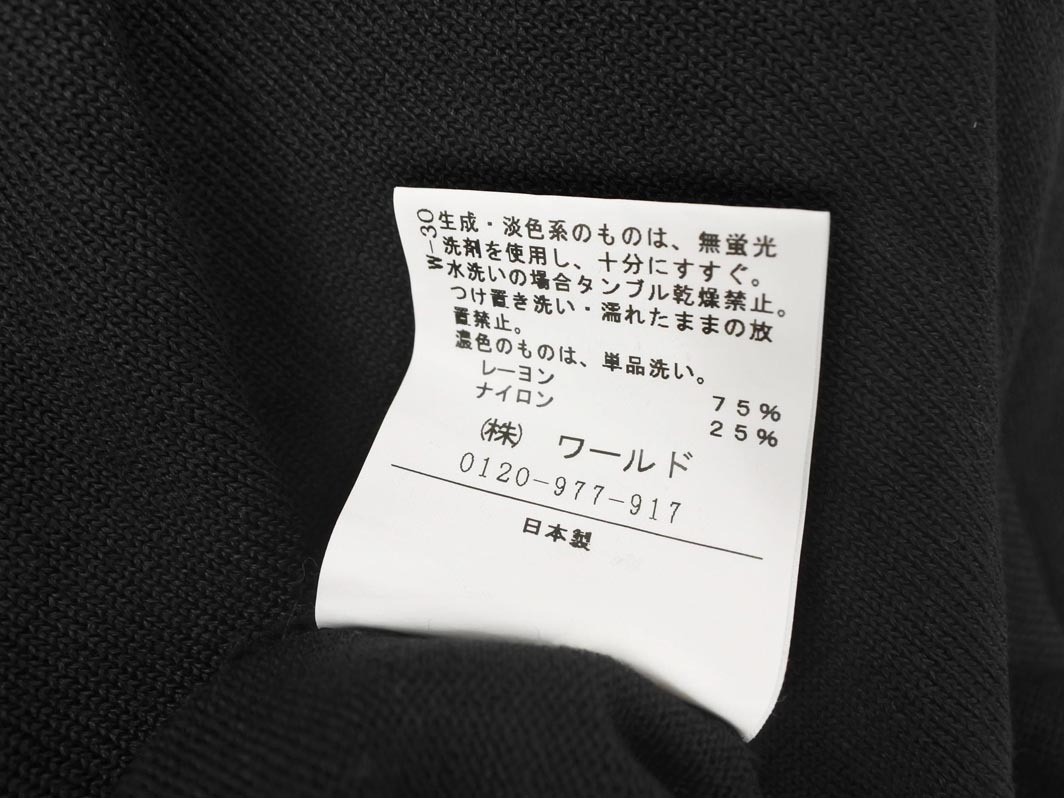 W-30
生成・淡色系のものは、無蛍光
洗剤を使用し、十分にすすぐ。
水洗いの場合タンブル乾燥禁止。
つけ置き洗い・濡れたままの放
置禁止。
濃色のものは、単品洗い。
レーヨン 75%
ナイロン 25%
㈱ ワールド
0120-977-917
日本製